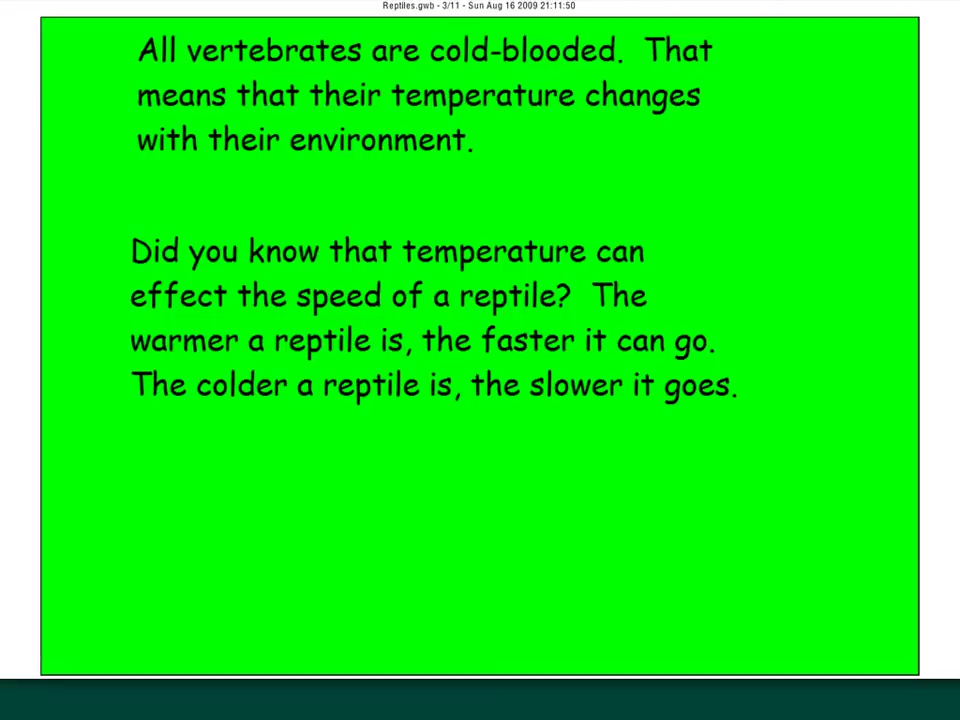 Reptiles.gwb - 3/11 - Sun Aug 16 2009 21:11:50
All vertebrates are cold-blooded.  That
means that their temperature changes
with their environment.
Did you know that temperature can
effect the speed of a reptile?  The
warmer a reptile is, the faster it can go.
The colder a reptile is, the slower it goes.